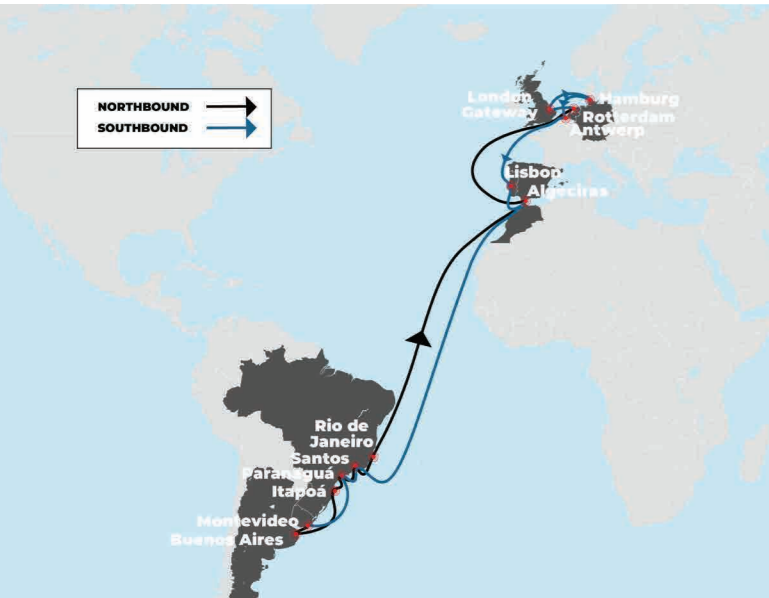 NORTHBOUND
SOUTHBOUND
London
Gateway
Hamburg
Rotterdam
Antwerp
Lisbon
Algeciras
Rio de
Janeiro
Santos
Paranaguá
Itapoá
Montevideo
Buenos Aires